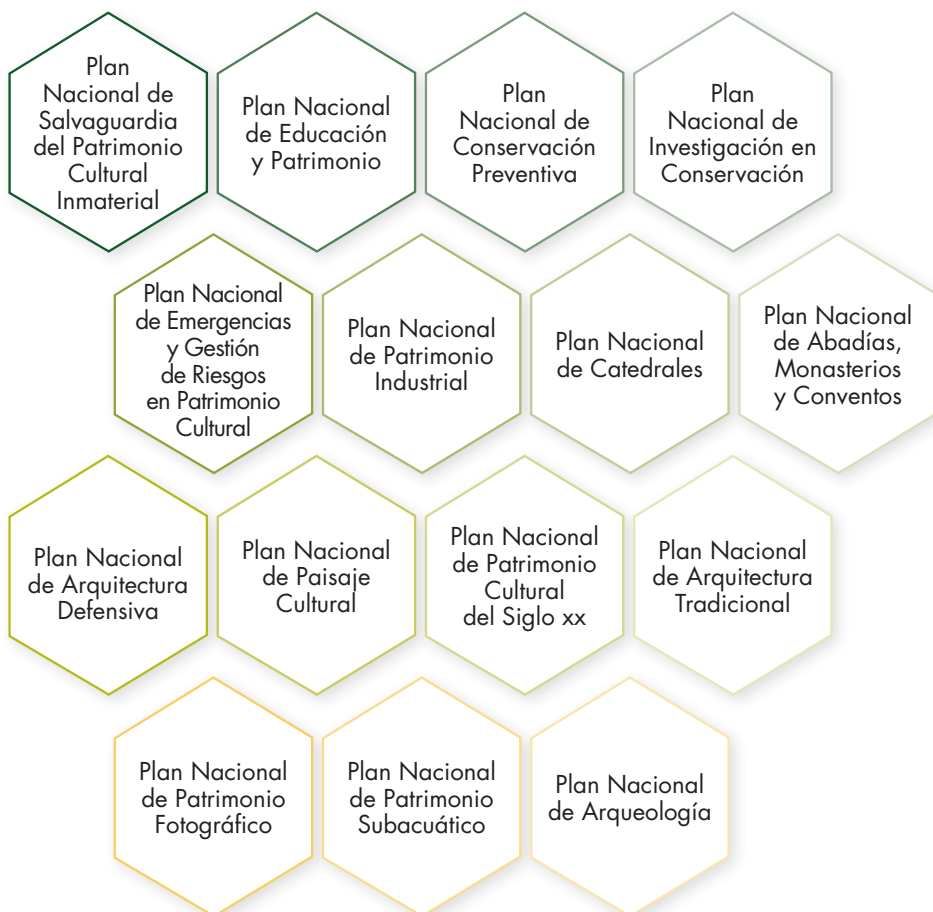 Plan
Nacional de
Salvaguardia
del Patrimonio
Cultural
Inmaterial
Plan Nacional
de Educación
y Patrimonio
Plan
Nacional de
Conservación
Preventiva
Plan
Nacional de
Investigación en
Conservación
Plan Nacional
de Emergencias
y Gestión
de Riesgos
en Patrimonio
Cultural
Plan Nacional
de Patrimonio
Industrial
Plan Nacional
de Catedrales
Plan Nacional
de Abadías,
Monasterios
y Conventos
Plan Nacional
de Arquitectura
Defensiva
Plan Nacional
de Paisaje
Cultural
Plan Nacional
de Patrimonio
Cultural
del Siglo xx
Plan Nacional
de Arquitectura
Tradicional
Plan Nacional
de Patrimonio
Fotográfico
Plan Nacional
de Patrimonio
Subacuático
Plan Nacional
de Arqueología